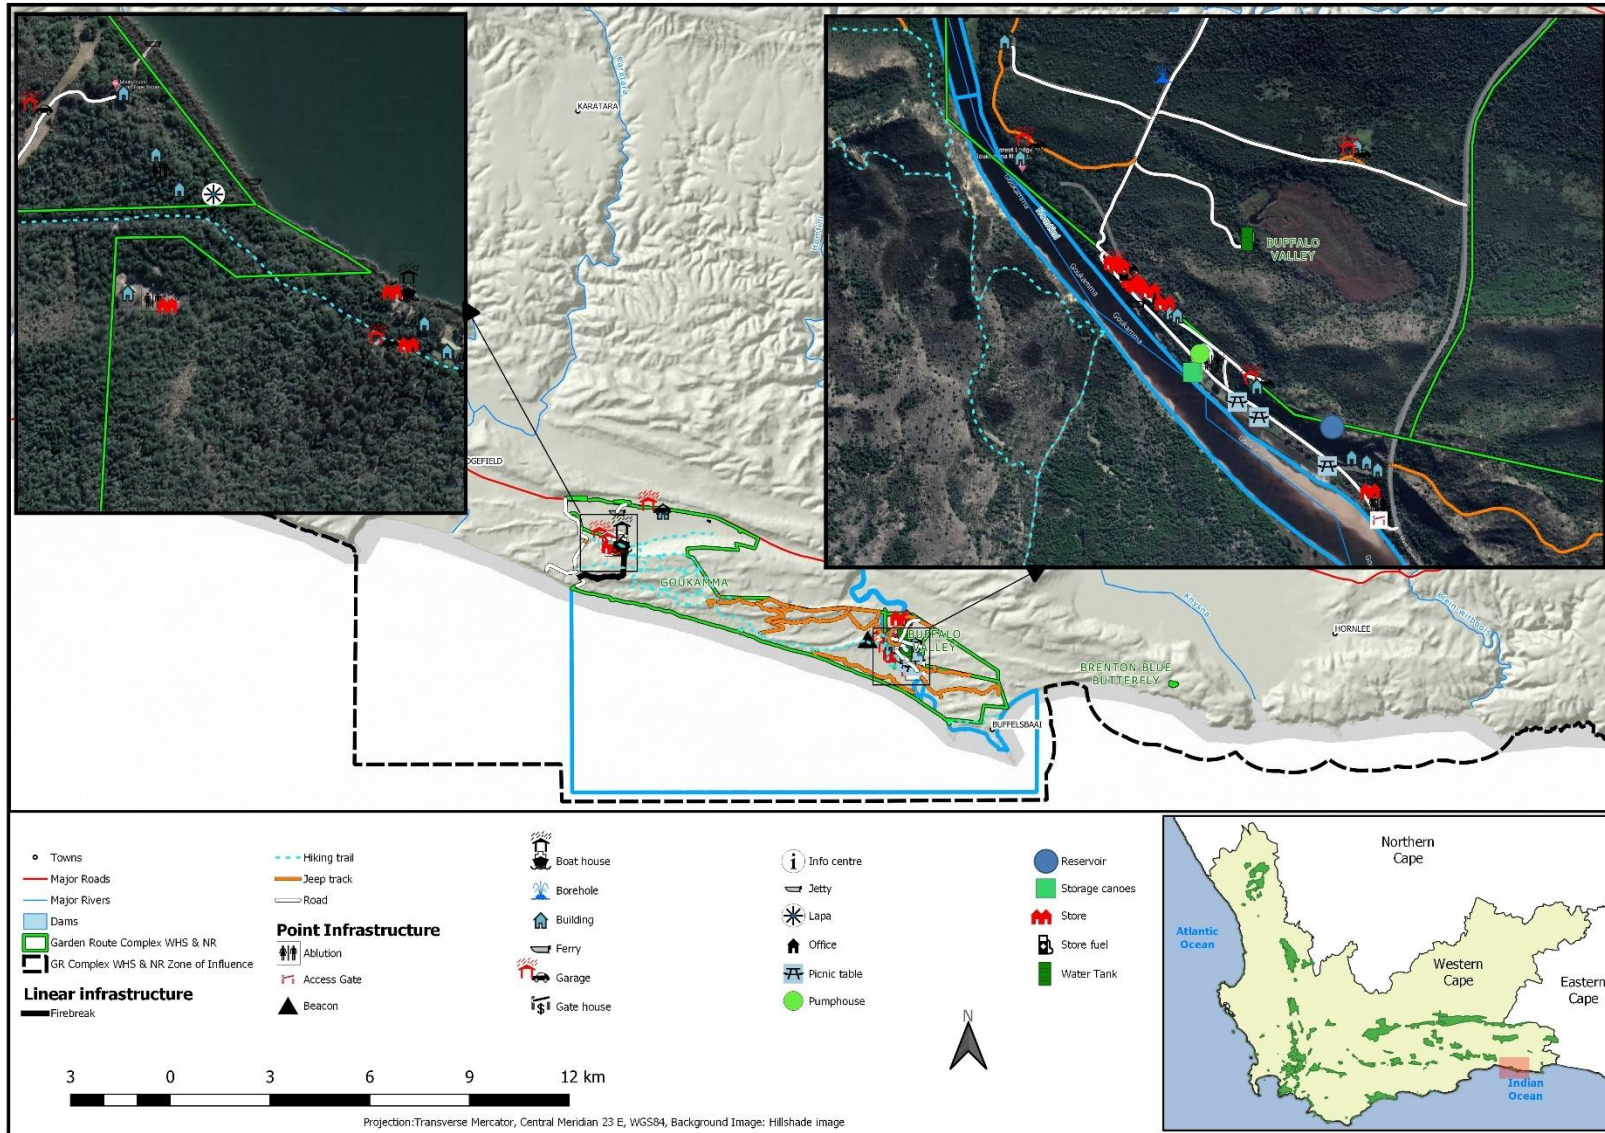 Karatara
KARATARA
Homtini
DGEFIELD
GOUKAMMA
BUFFALO
VALLEY
BUFFELSBAAI
BRENTON BLUE
BUTTERFLY
HORNLEE
Knysna
Goukamma
Homtini
Goukamma
Goukamma
BUFFALO
VALLEY
Towns
Major Roads
Major Rivers
Dams
Garden Route Complex WHS & NR
GR Complex WHS & NR Zone of Influence
Linear infrastructure
Firebreak
Hiking trail
Jeep track
Road
Point Infrastructure
Ablution
Access Gate
Beacon
Boat house
Borehole
Building
Ferry
Garage
Gate house
Info centre
Jetty
Lapa
Office
Picnic table
Pumphouse
Reservoir
Storage canoes
Store
Store fuel
Water Tank
N
3 0 3 6 9 12 km
Projection:Transverse Mercator, Central Meridian 23 E, WGS84, Background Image: Hillshade image
Northern
Cape
Atlantic
Ocean
Western
Cape
Eastern
Cape
Indian
Ocean